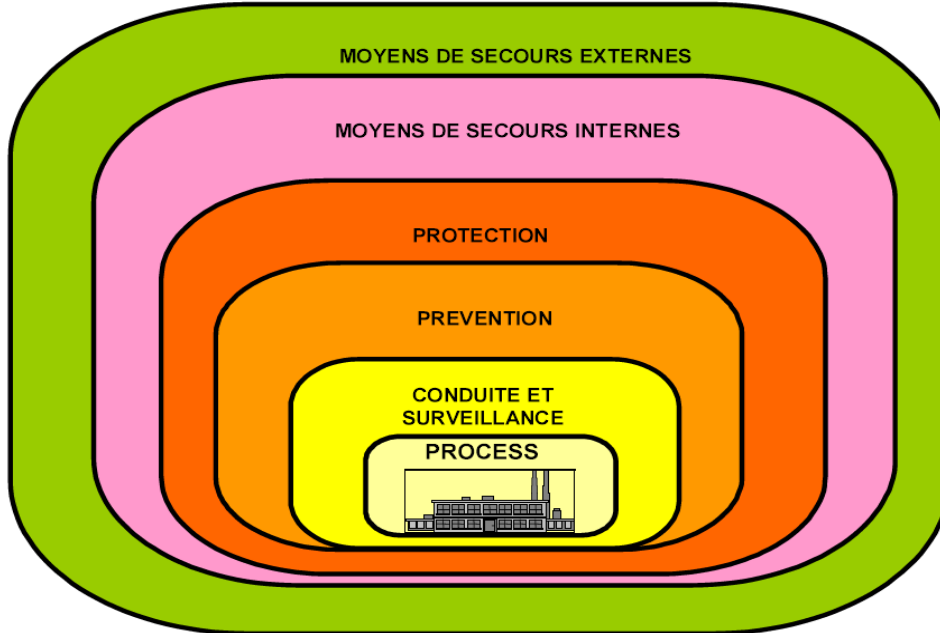 MOYENS DE SECOURS EXTERNES
MOYENS DE SECOURS INTERNES
PROTECTION
PREVENTION
CONDUITE ET
SURVEILLANCE
PROCESS